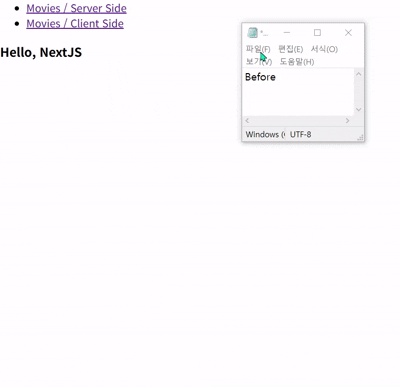 Movies / Server Side
Movies / Client Side
Hello, NextJS
파일(F) 편집(E) 서식(O)
보기(V) 도움말(H)
Before
UTF-8